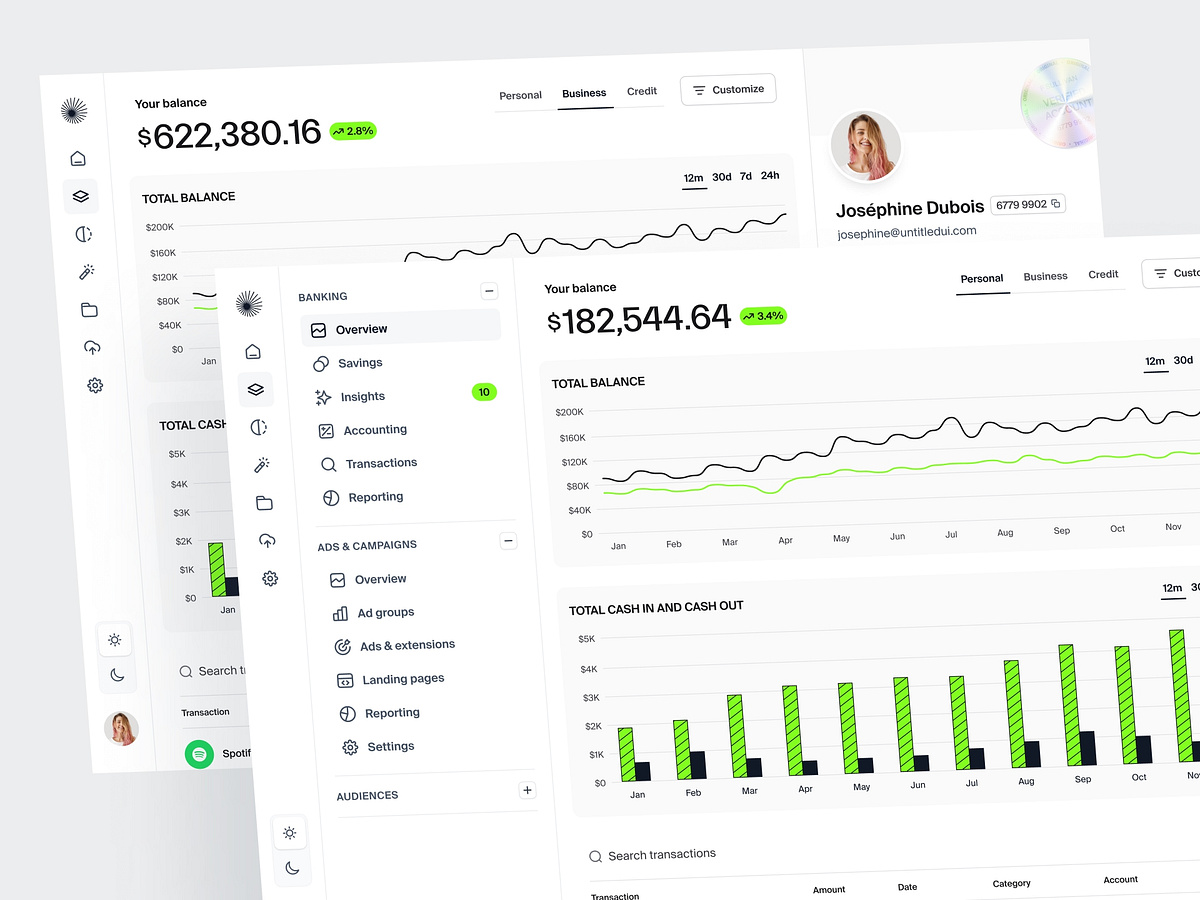 Your balance
$622,380.16
2.8%
Personal
Business
Credit
Customize
TOTAL BALANCE
12m
30d
7d
24h
$200K
$160K
$120K
$80K
$40K
$0
Jan
VERIFIED
Joséphine Dubois
6779 9902
josephine@untitledui.com
TOTAL CASH
$5K
$4K
$3K
$2K
$1K
$0
Jan
Search
Transaction
Spotif
BANKING
Overview
Savings
Insights
10
Accounting
Transactions
Reporting
ADS & CAMPAIGNS
Overview
Ad groups
Ads & extensions
Landing pages
Reporting
Settings
AUDIENCES
Your balance
$182,544.64
3.4%
Personal
Business
Credit
Custo
TOTAL BALANCE
12m
30d
$200K
$160K
$120K
$80K
$40K
$0
Jan
Feb
Mar
Apr
May
Jun
Jul
Aug
Sep
Oct
Nov
TOTAL CASH IN AND CASH OUT
12m
30
$5K
$4K
$3K
$2K
$1K
$0
Jan
Feb
Mar
Apr
May
Jun
Jul
Aug
Sep
Oct
Nov
Search transactions
Transaction
Amount
Date
Category
Account